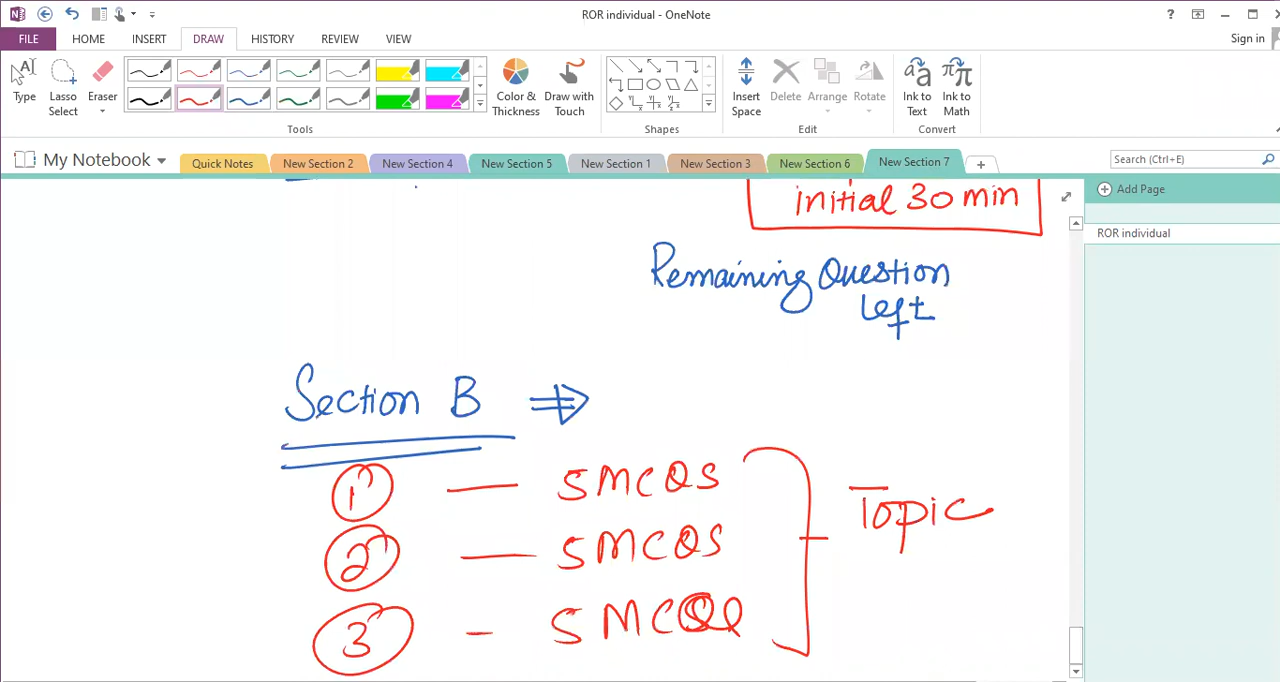 ROR individual - OneNote
?
FILE HOME INSERT DRAW HISTORY REVIEW VIEW
Sign in
Type
Lasso Select
Eraser
Color & Thickness
Draw with Touch
Insert Space
Delete
Arrange
Rotate
Ink to Text
Ink to Math
Tools
Shapes
Edit
Convert
My Notebook
Quick Notes
New Section 2
New Section 4
New Section 5
New Section 1
New Section 3
New Section 6
New Section 7
Search (Ctrl+E)
Add Page
ROR individual
initial 30 min
Remaining Question
left
Section B ⇒
1 — 5 MCQS
2 — 5 MCQS
3 - 5 MCQ
Topic